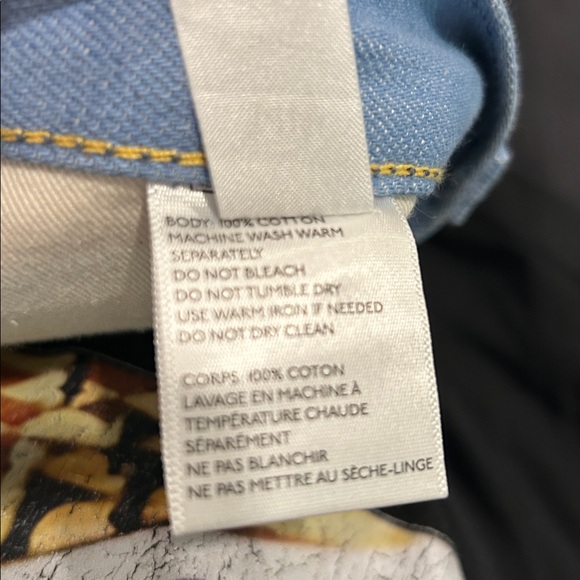 BODY: 100% COTTON
MACHINE WASH WARM
SEPARATELY
DO NOT BLEACH
DO NOT TUMBLE DRY
USE WARM IRON IF NEEDED
DO NOT DRY CLEAN
CORPS: 100% COTON
LAVAGE EN MACHINE À
TEMPÉRATURE CHAUDE
SÉPARÉMENT
NE PAS BLANCHIR
NE PAS METTRE AU SÈCHE-LINGE